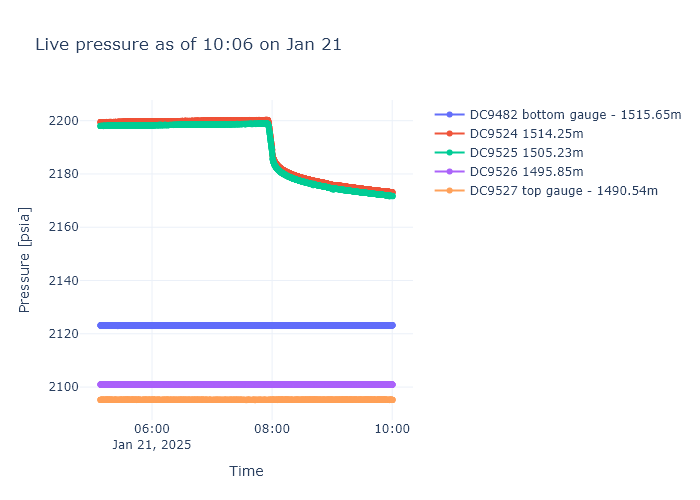 Live pressure as of 10:06 on Jan 21
DC9482 bottom gauge - 1515.65m
DC9524 1514.25m
DC9525 1505.23m
DC9526 1495.85m
DC9527 top gauge - 1490.54m
Pressure [psia]
2200
2180
2160
2140
2120
2100
06:00
08:00
10:00
Jan 21, 2025
Time